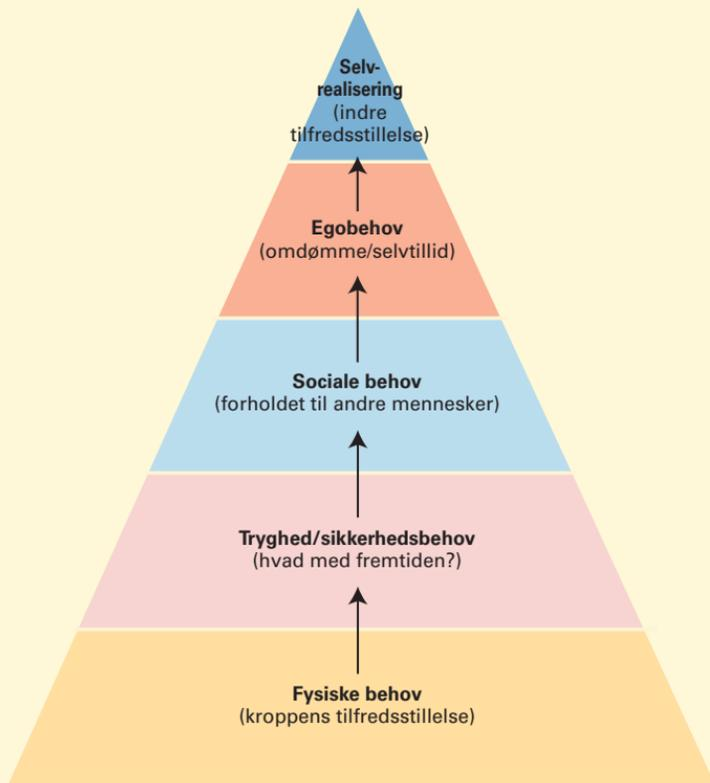 Selv-
realisering
(indre
tilfredsstillelse)
Egobehov
(omdømme/selvtillid)
Sociale behov
(forholdet til andre mennesker)
Tryghed/sikkerhedsbehov
(hvad med fremtiden?)
Fysiske behov
(kroppens tilfredsstillelse)